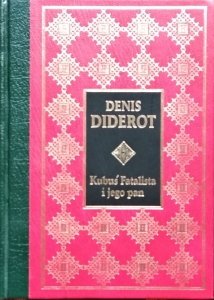 DENIS
DIDEROT
Kubuś Fatalista
i jego pan